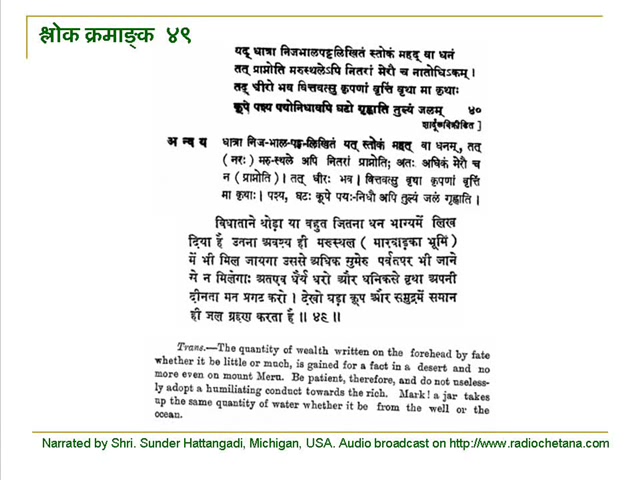 श्लोक क्रमाङ्क ४९
यद् धात्रा निजभालपट्टलिखितं स्तोकं महद् वा धनं
तत् प्राप्नोति मरुस्थलेऽपि नितरां मेरौ च नातोधिऽकम् ।
तद् धीरो भव वित्तवत्सु कृपणां वृत्तिं वृथा मा कृथाः
कूपे पश्य पयोनिधावपि घटो गृह्णाति तुल्यं जलम् ४०
शार्दूलविक्रीडित ]
अन्वय धात्रा निज-भाल-पट्ट-लिखितं यत् स्तोकं महत् वा धनम्, तत्
( नरः ) मरु-स्थले अपि नितरां प्राप्नोति; अतः अधिकं मेरौ च
न ( प्राप्नोति ) । तत् धीरः भव । वित्तवत्सु वृथा कृपणां वृत्तिं
मा कृथाः । पश्य, घटः कूपे पयः-निधौ अपि तुल्यं जलं गृह्णाति ।
विधाताने थोड़ा या बहुत जितना धन भाग्यमें लिख
दिया है उतना अवश्य ही मरुस्थल ( मारवाड़का भूमिं )
में भी मिल जायगा उससे अधिक सुमेरु पर्वतपर भी जाने
से न मिलेगाः अतएव धैर्य धरो और धनिकसे वृथा अपनी
दीनता मत प्रगट करो । देखो घड़ा कूप और समुद्रमें समान
ही जल ग्रहण करता है ॥ ४९ ॥
Trans.—The quantity of wealth written on the forehead by fate
whether it be little or much, is gained for a fact in a desert and no
more even on mount Meru. Be patient, therefore, and do not useless-
ly adopt a humiliating conduct towards the rich. Mark! a jar takes
up the same quantity of water whether it be from the well or the
ocean.
Narrated by Shri. Sunder Hattangadi, Michigan, USA. Audio broadcast on http://www.radiochetana.com